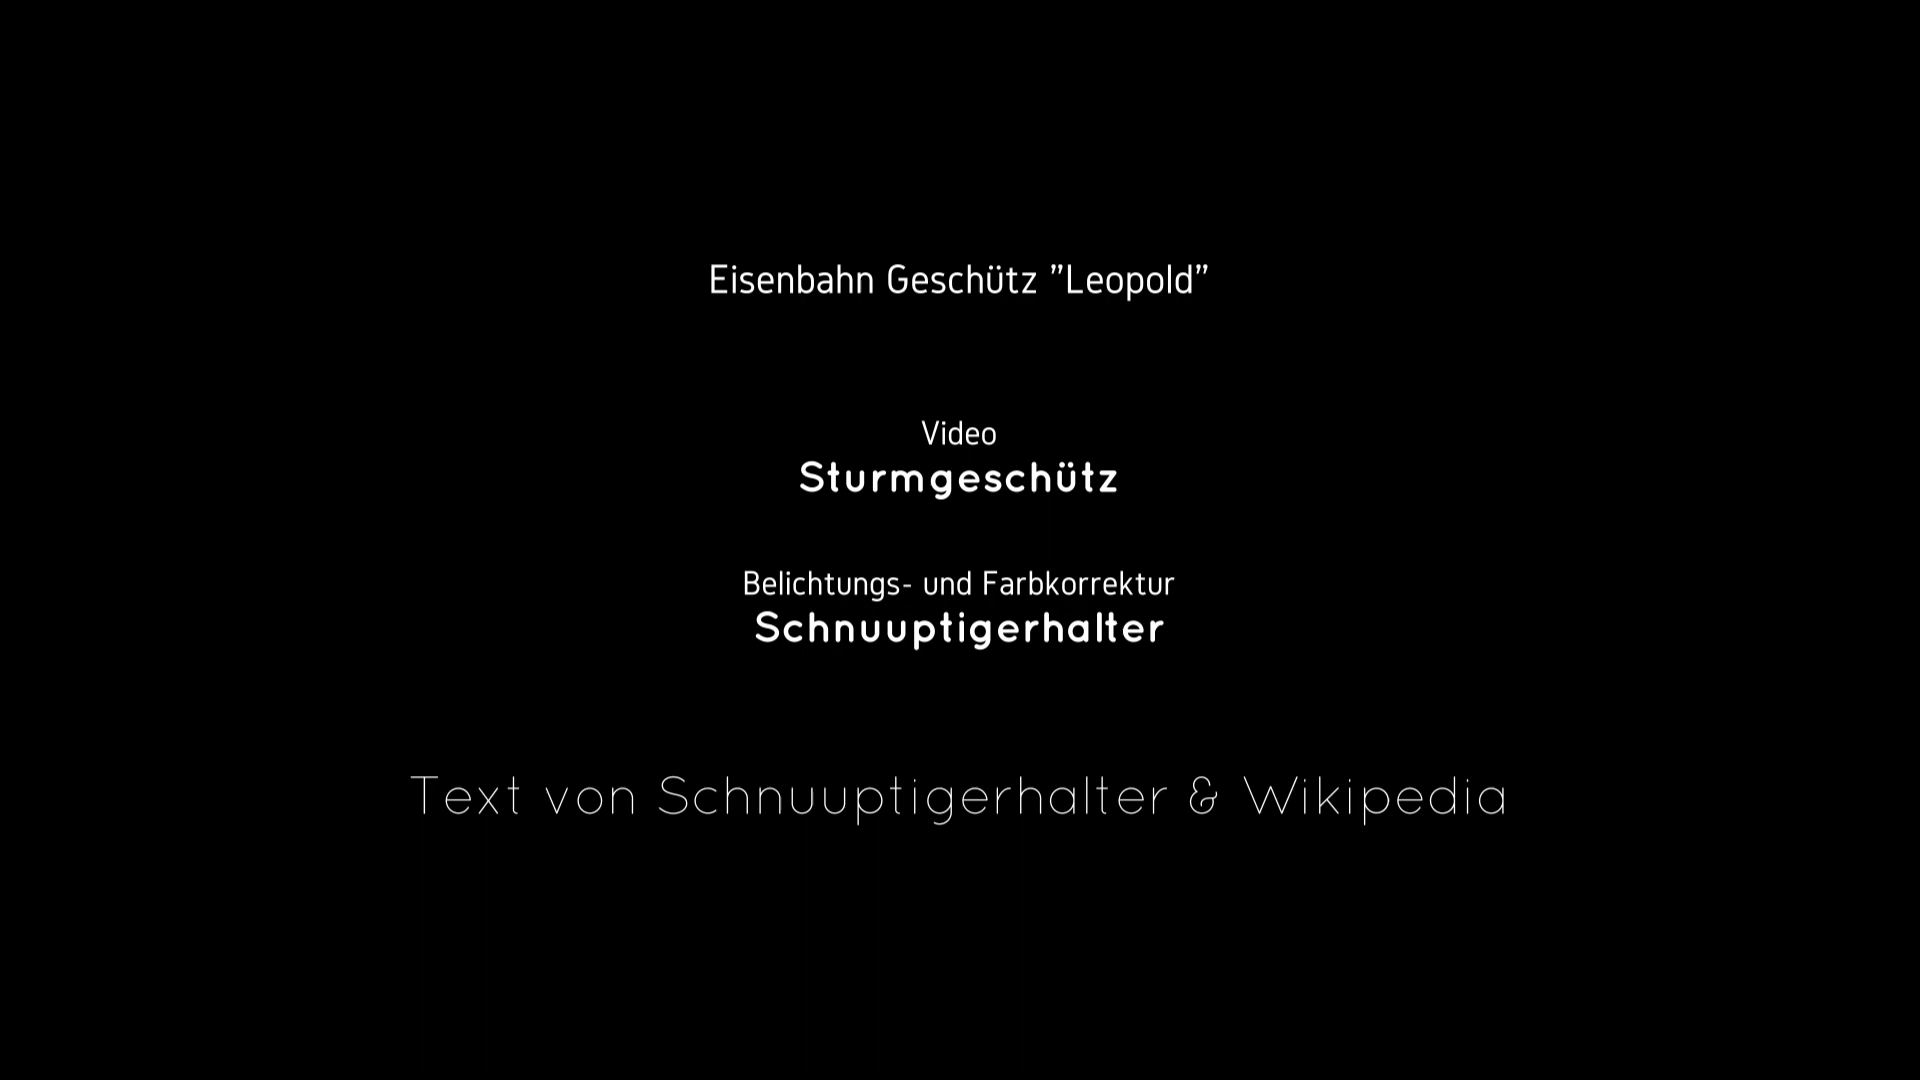 Eisenbahn Geschütz ”Leopold”
Video
Sturmgeschütz
Belichtungs- und Farbkorrektur
Schnuuptigerhalter
Text von Schnuuptigerhalter & Wikipedia